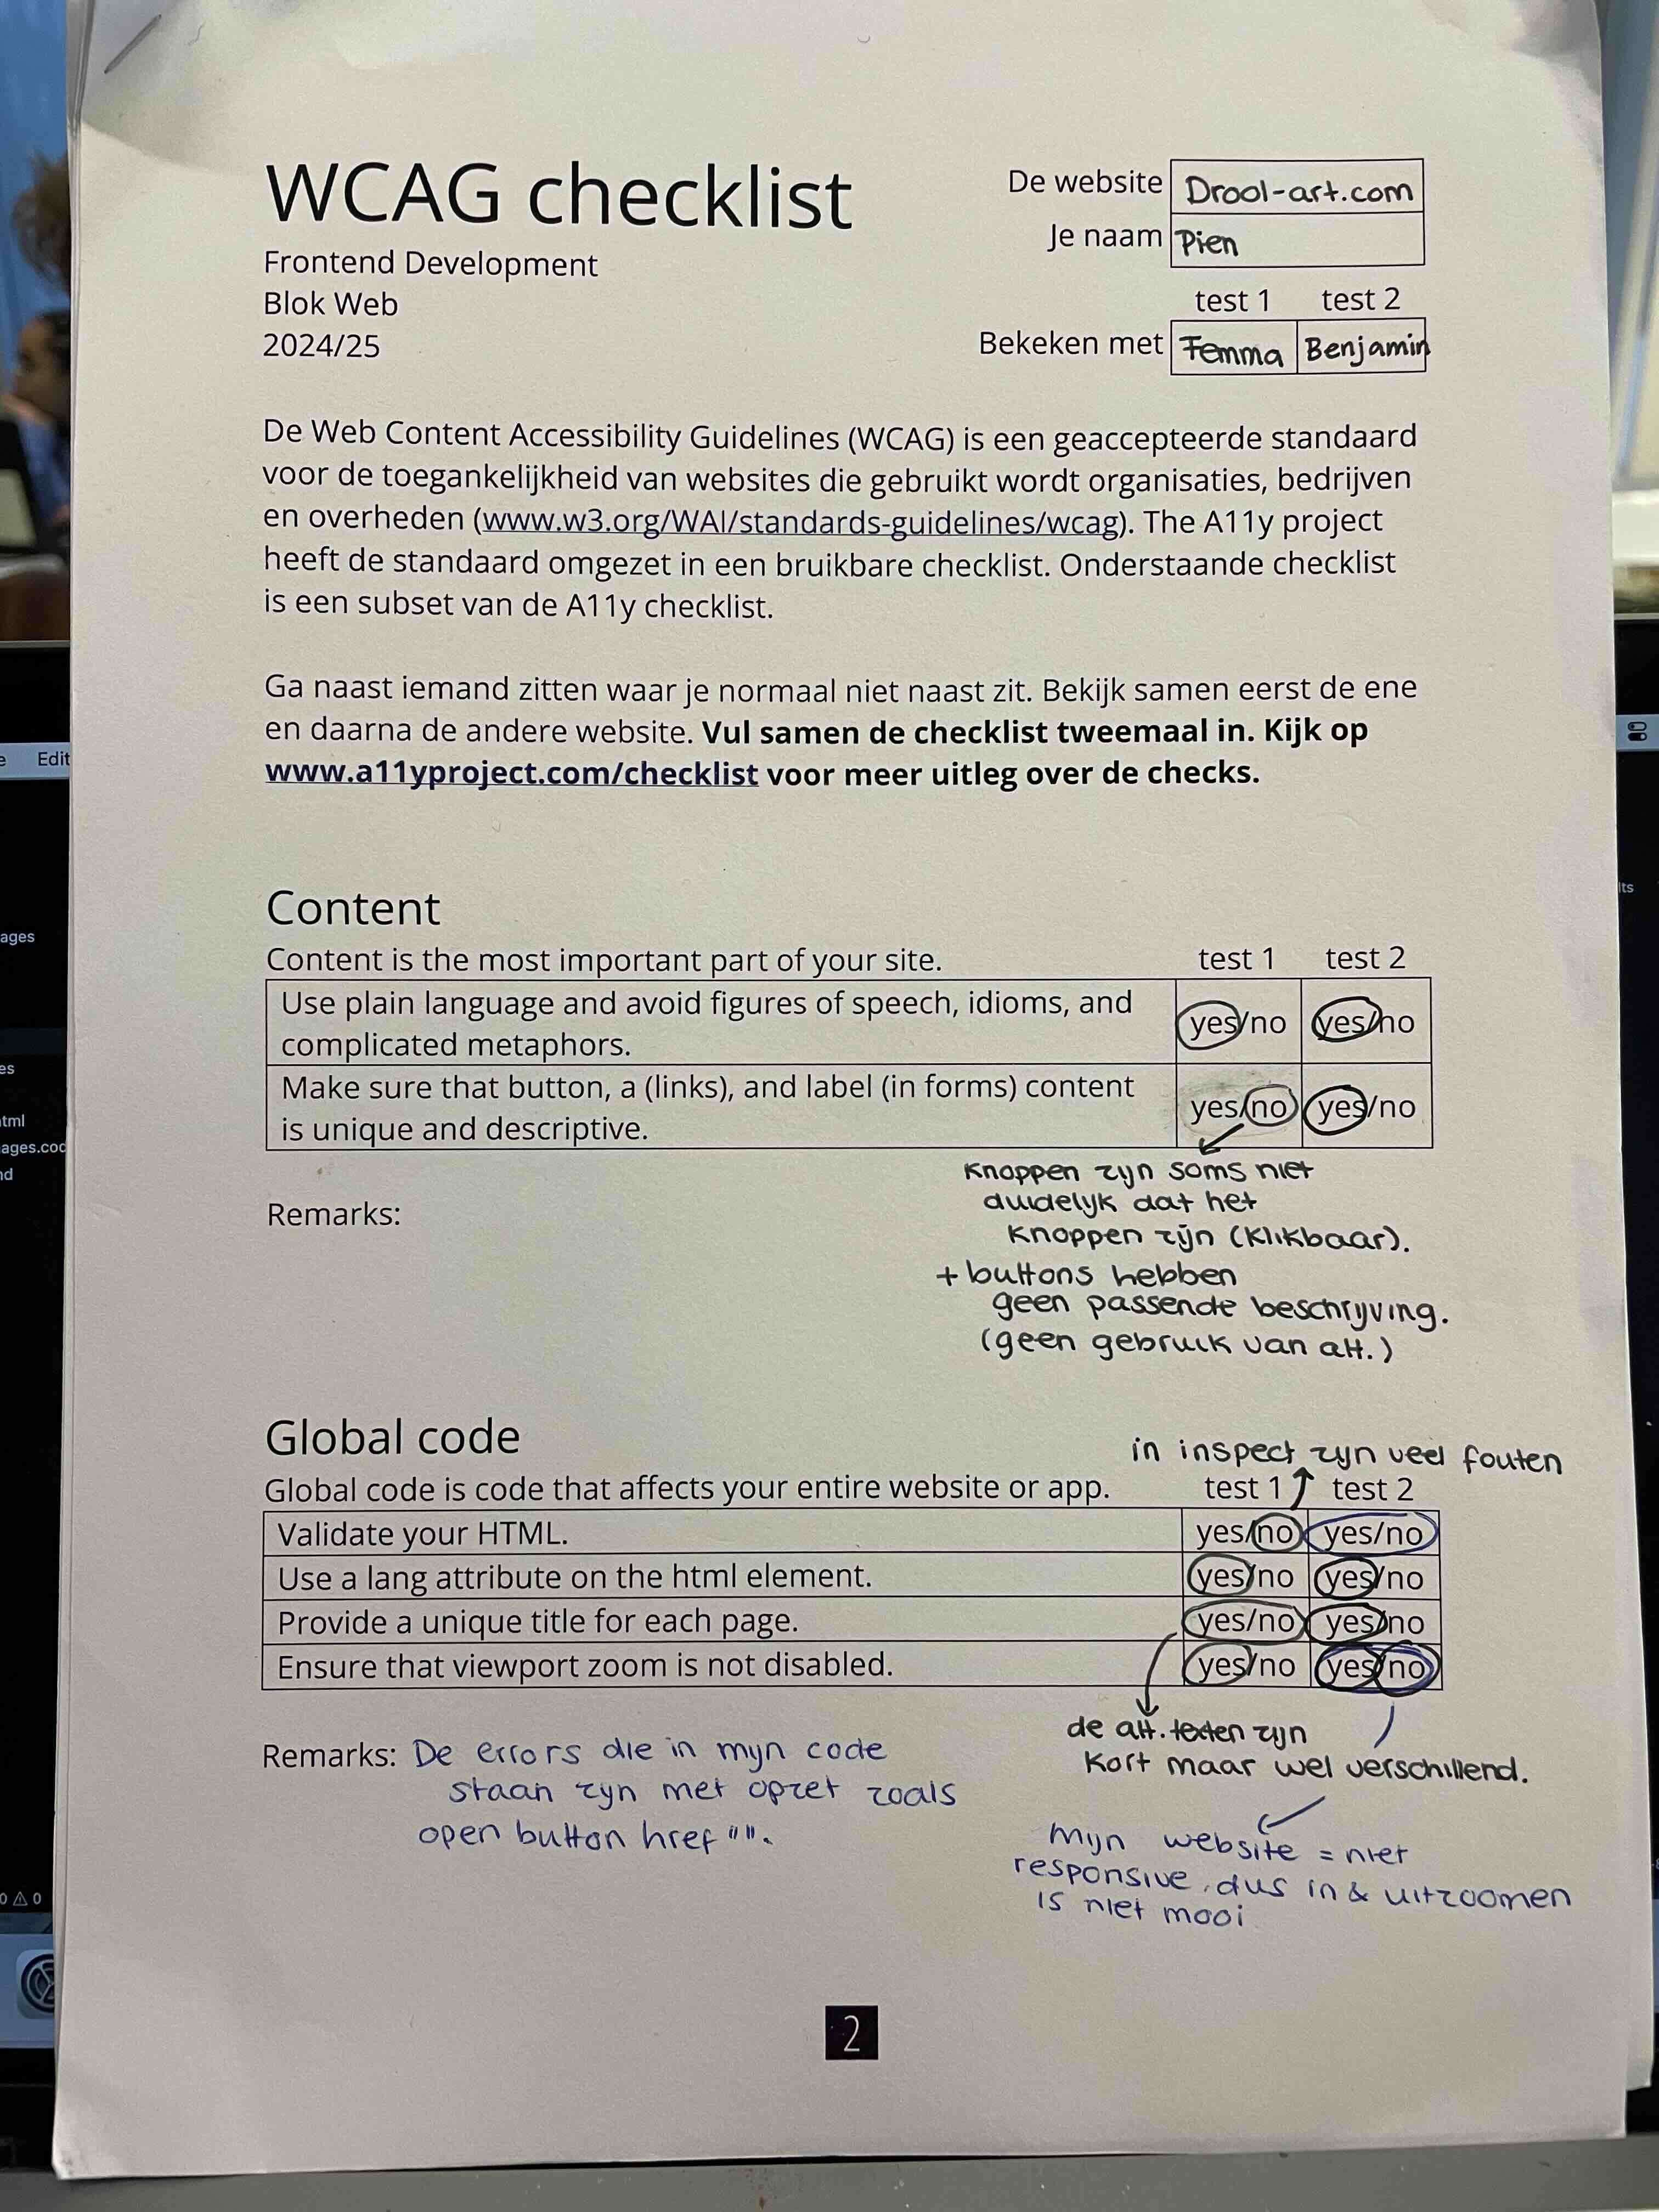 WCAG checklist
Frontend Development
Blok Web
2024/25
De website Drool-art.com
Je naam Pien
test 1 test 2
Bekeken met Femma Benjamin
De Web Content Accessibility Guidelines (WCAG) is een geaccepteerde standaard
voor de toegankelijkheid van websites die gebruikt wordt organisaties, bedrijven
en overheden (www.w3.org/WAI/standards-guidelines/wcag). The A11y project
heeft de standaard omgezet in een bruikbare checklist. Onderstaande checklist
is een subset van de A11y checklist.
Ga naast iemand zitten waar je normaal niet naast zit. Bekijk samen eerst de ene
en daarna de andere website. Vul samen de checklist tweemaal in. Kijk op
www.a11yproject.com/checklist voor meer uitleg over de checks.
Content
Content is the most important part of your site. test 1 test 2
Use plain language and avoid figures of speech, idioms, and
complicated metaphors. yes/no yes/no
Make sure that button, a (links), and label (in forms) content
is unique and descriptive. yes/no yes/no
Knoppen zijn soms niet
duidelijk dat het
Knoppen zijn (klikbaar).
+ buttons hebben
geen passende beschrijving.
(geen gebruik van alt.)
Remarks:
Global code
in inspect zijn veel fouten
Global code is code that affects your entire website or app. test 1 test 2
Validate your HTML. yes/no yes/no
Use a lang attribute on the html element. yes/no yes/no
Provide a unique title for each page. yes/no yes/no
Ensure that viewport zoom is not disabled. yes/no yes/no
Remarks: De errors die in mijn code
staan zijn met opzet zoals
open button href "".
de alt. texten zijn
kort maar wel verschillend.
Mijn website = niet
responsive, dus in & uitzoomen
is niet mooi
2
Edit
ages
es
tml
ages.coc
nd
lts
0 ⚠ 0